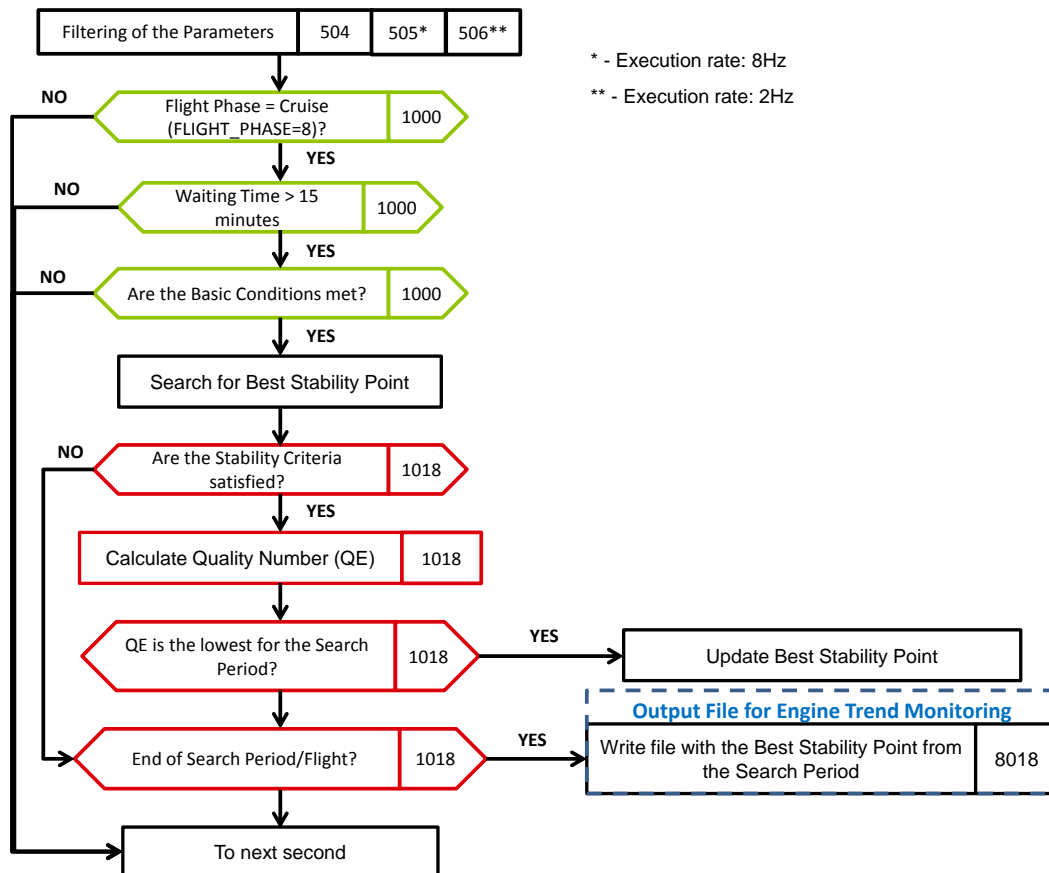 Filtering of the Parameters 504 505* 506**
* - Execution rate: 8Hz
** - Execution rate: 2Hz
NO
Flight Phase = Cruise
(FLIGHT_PHASE=8)?
1000
YES
NO
Waiting Time > 15
minutes
1000
YES
NO
Are the Basic Conditions met? 1000
YES
Search for Best Stability Point
NO
Are the Stability Criteria
satisfied?
1018
YES
Calculate Quality Number (QE) 1018
QE is the lowest for the Search
Period?
1018
YES
Update Best Stability Point
Output File for Engine Trend Monitoring
End of Search Period/Flight? 1018
YES
Write file with the Best Stability Point from
the Search Period
8018
To next second